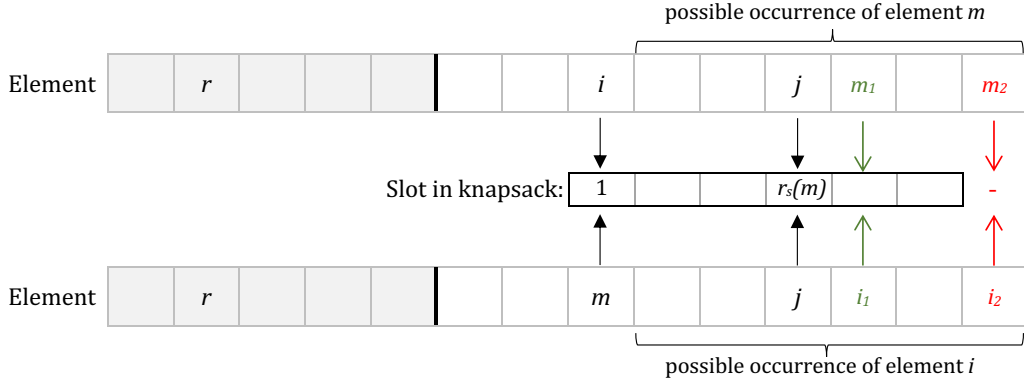 possible occurrence of element m
Element r i j m₁ m₂
Slot in knapsack: 1 rₛ(m) -
Element r m j i₁ i₂
possible occurrence of element i